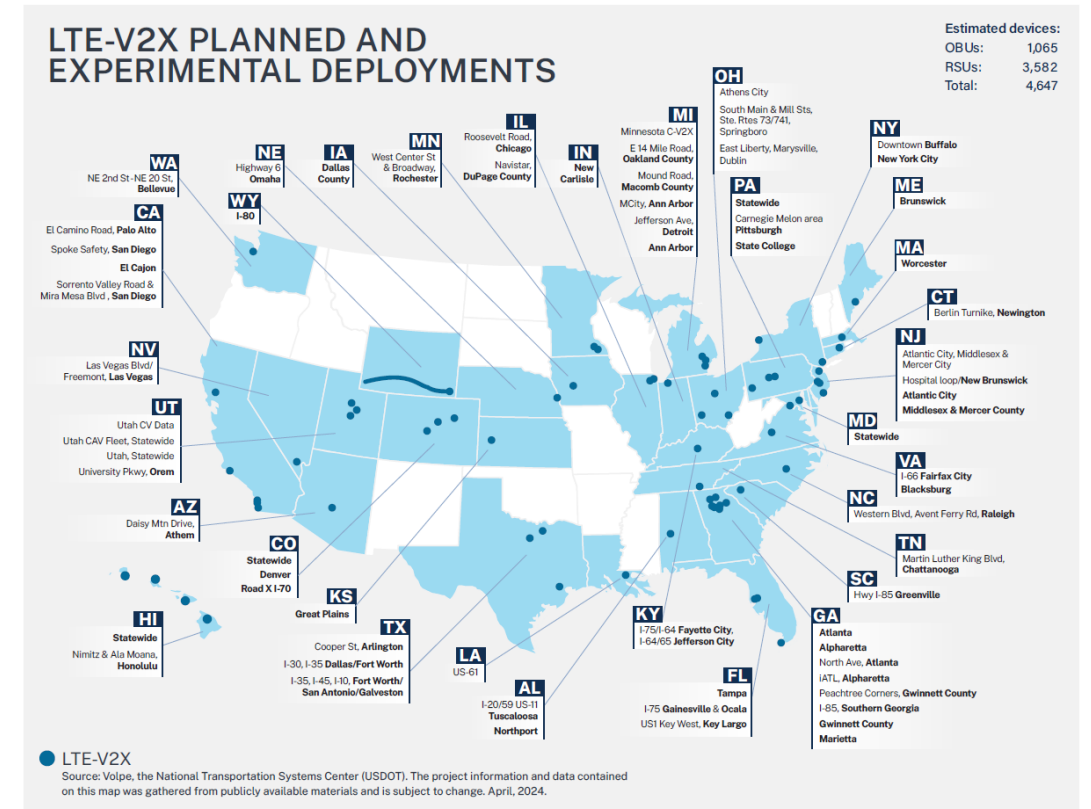 LTE-V2X PLANNED AND
EXPERIMENTAL DEPLOYMENTS
Estimated devices:
OBUs: 1,065
RSUs: 3,582
Total: 4,647
WA
NE 2nd St-NE 20 St,
Bellevue
CA
El Camino Road, Palo Alto
Spoke Safety, San Diego
El Cajon
Sorrento Valley Road &
Mira Mesa Blvd , San Diego
NV
Las Vegas Blvd/
Freemont, Las Vegas
UT
Utah CV Data
Utah CAV Fleet, Statewide
Utah, Statewide
University Pkwy, Orem
AZ
Daisy Mtn Drive,
Athem
CO
Statewide
Denver
Road X I-70
HI
Statewide
Nimitz & Ala Moana,
Honolulu
NE
Highway 6
Omaha
WY
I-80
IA
Dallas
County
MN
West Center St
& Broadway,
Rochester
IL
Roosevelt Road,
Chicago
Navistar,
DuPage County
IN
New
Carlisle
MI
Minnesota C-V2X
E 14 Mile Road,
Oakland County
Mound Road,
Macomb County
MCity, Ann Arbor
Jefferson Ave,
Detroit
Ann Arbor
OH
Athens City
South Main & Mill Sts,
Ste. Rtes 73/741,
Springboro
East Liberty, Marysville,
Dublin
PA
Statewide
Carnegie Melon area
Pittsburgh
State College
NY
Downtown Buffalo
New York City
ME
Brunswick
MA
Worcester
CT
Berlin Turnike, Newington
NJ
Atlantic City, Middlesex &
Mercer City
Hospital loop/New Brunswick
Atlantic City
Middlesex & Mercer County
MD
Statewide
VA
I-66 Fairfax City
Blacksburg
NC
Western Blvd, Avent Ferry Rd, Raleigh
TN
Martin Luther King Blvd,
Chattanooga
SC
Hwy I-85 Greenville
GA
Atlanta
Alpharetta
North Ave, Atlanta
iATL, Alpharetta
Peachtree Corners, Gwinnett County
I-85, Southern Georgia
Gwinnett County
Marietta
KS
Great Plains
TX
Cooper St, Arlington
I-30, I-35 Dallas/Fort Worth
I-35, I-45, I-10, Fort Worth/
San Antonio/Galveston
LA
US-61
AL
I-20/59 US-11
Tuscaloosa
Northport
KY
I-75/I-64 Fayette City,
I-64/65 Jefferson City
FL
Tampa
I-75 Gainesville & Ocala
US1 Key West, Key Largo
LTE-V2X
Source: Volpe, the National Transportation Systems Center (USDOT). The project information and data contained
on this map was gathered from publicly available materials and is subject to change. April, 2024.